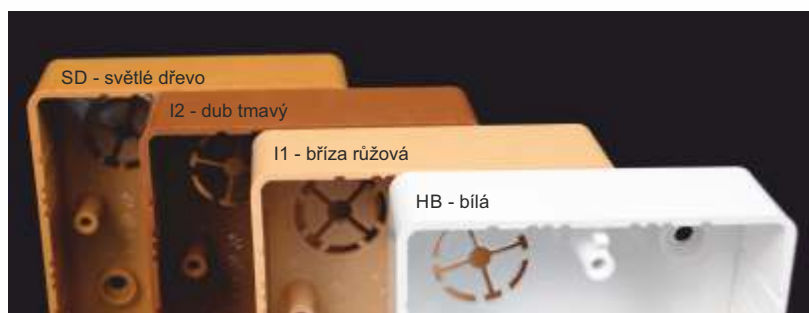 SD - světlé dřevo
I2 - dub tmavý
I1 - bříza růžová
HB - bílá